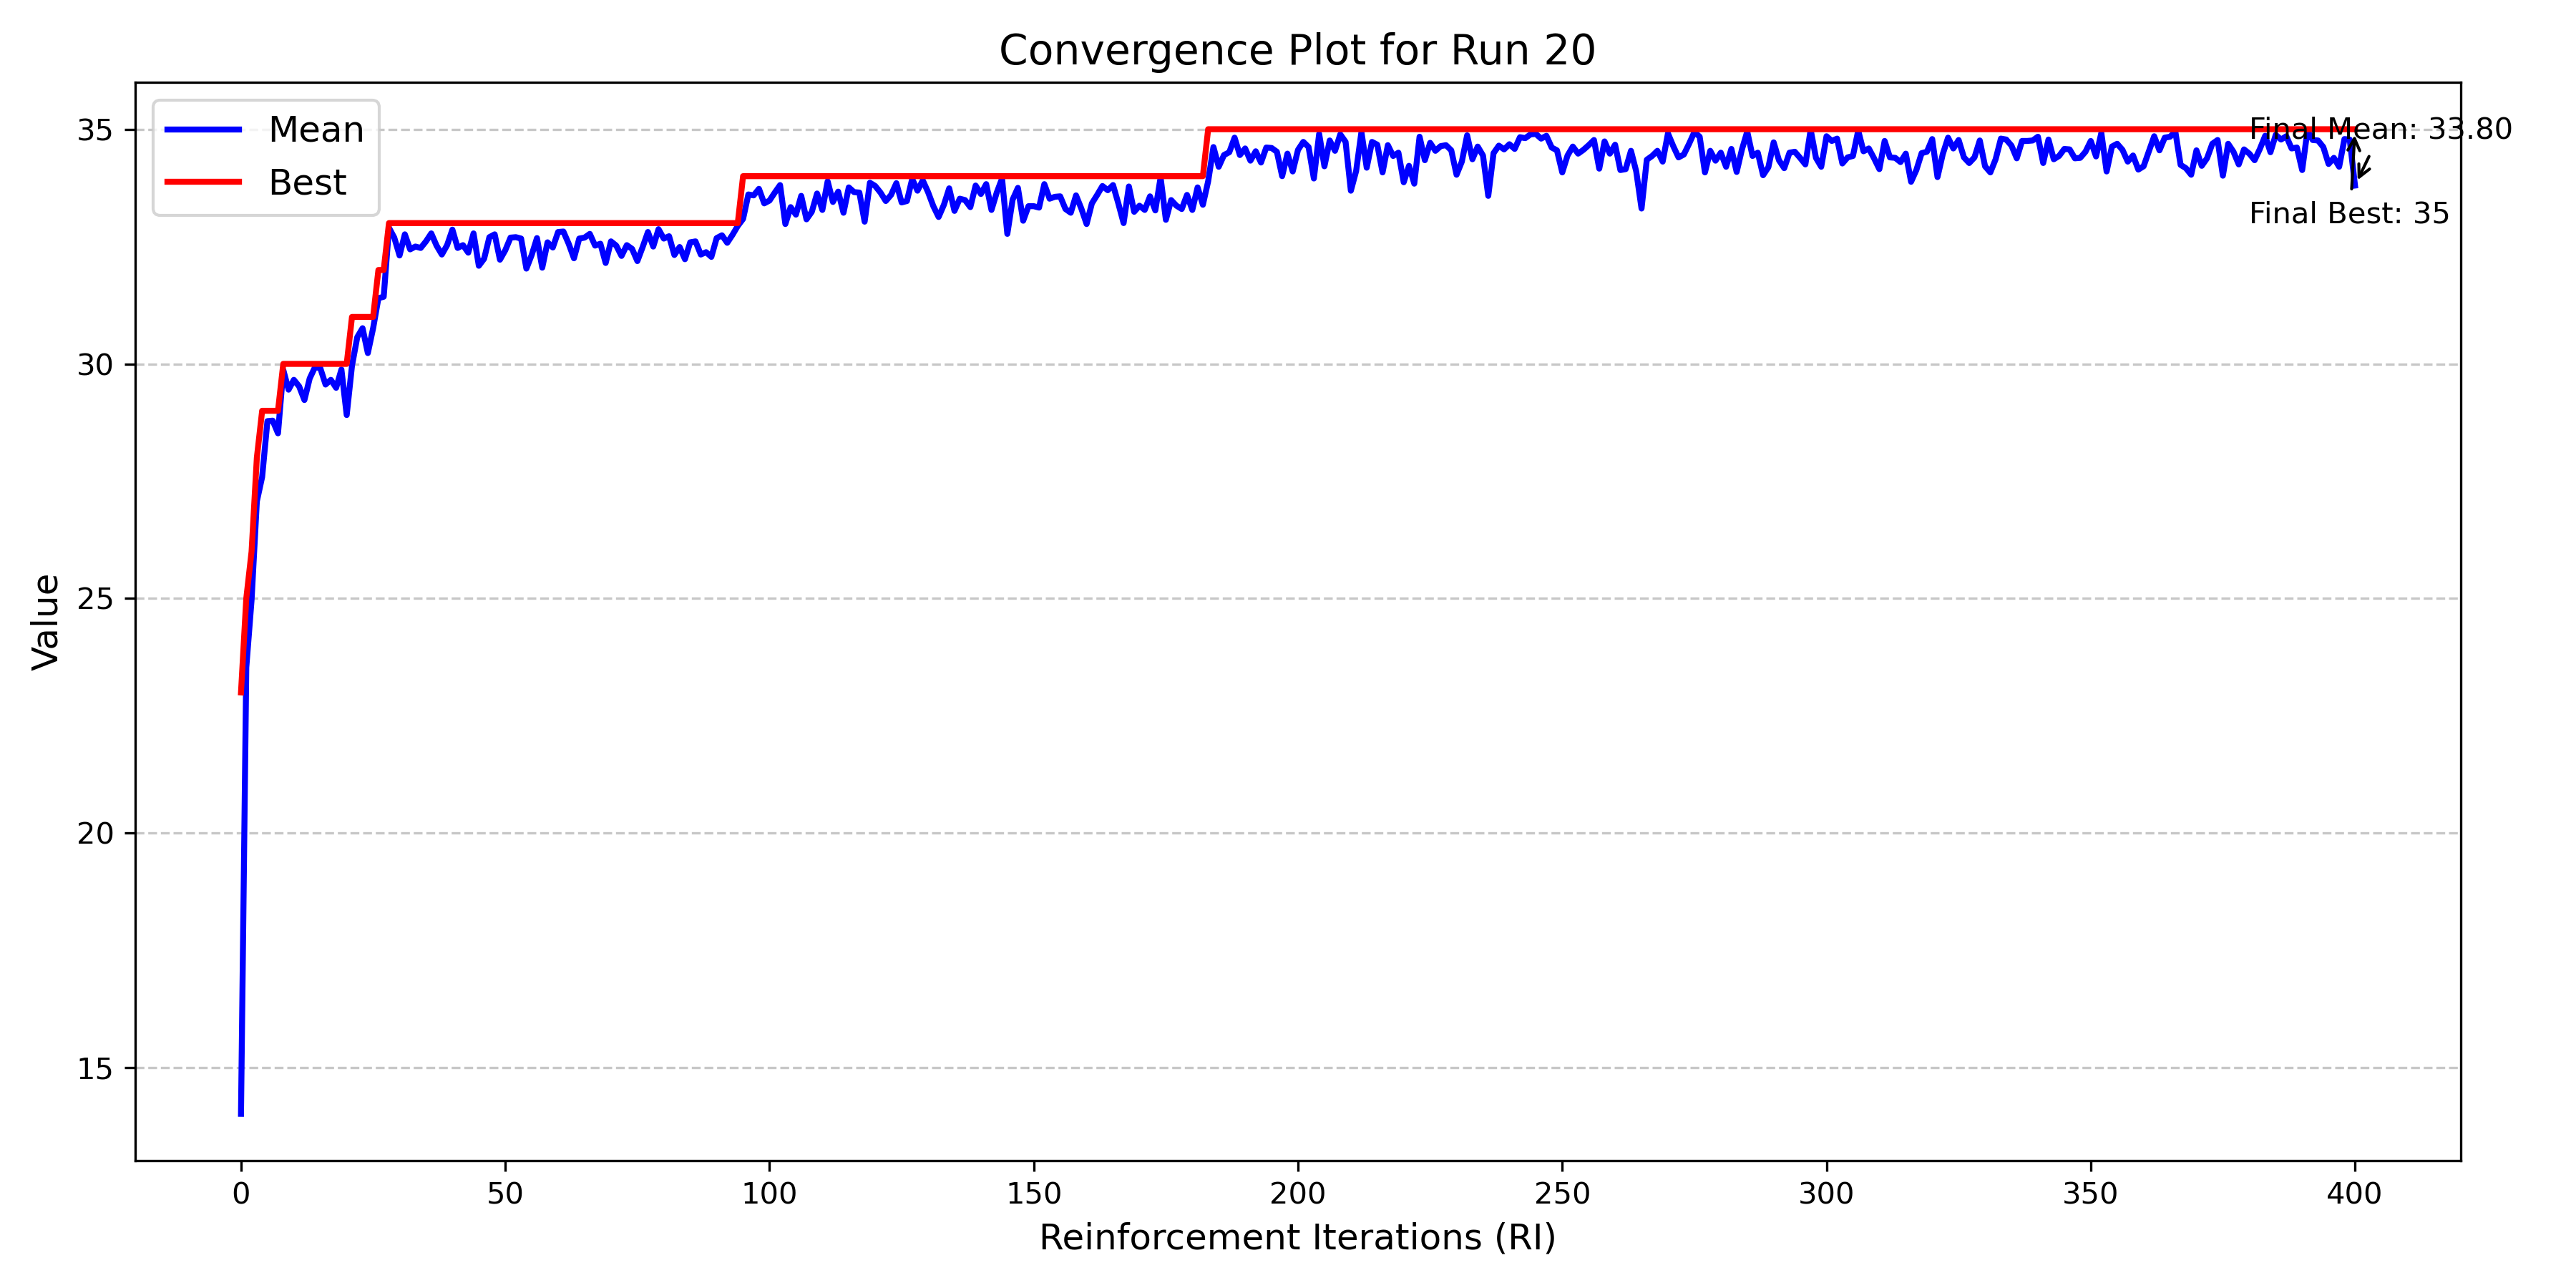 Convergence Plot for Run 20
Mean
Best
Final Mean: 33.80
Final Best: 35
Value
35
30
25
20
15
0 50 100 150 200 250 300 350 400
Reinforcement Iterations (RI)